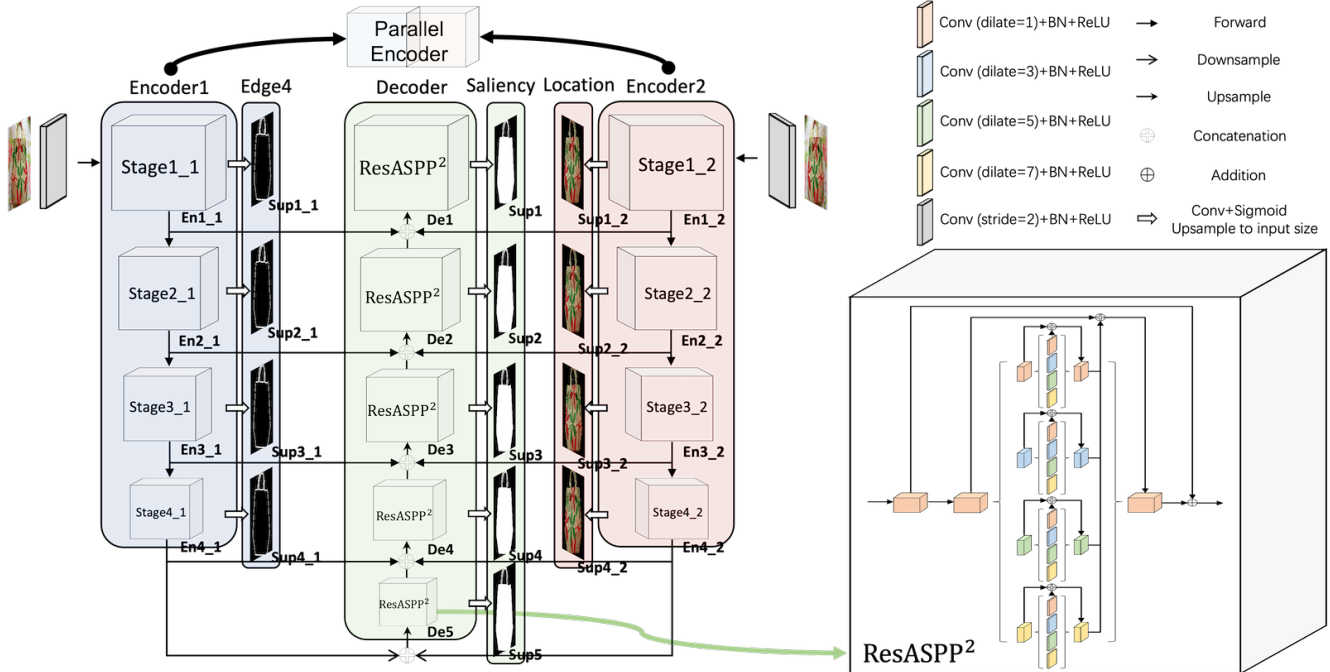 Parallel
Encoder
Encoder1
Edge4
Decoder
Saliency
Location
Encoder2
Stage1_1
ResASPP²
Stage1_2
Sup1_1
Sup1
Sup1_2
En1_1
De1
En1_2
Stage2_1
ResASPP²
Stage2_2
Sup2_1
Sup2
Sup2_2
En2_1
De2
En2_2
Stage3_1
ResASPP²
Stage3_2
Sup3_1
Sup3
Sup3_2
En3_1
De3
En3_2
Stage4_1
ResASPP²
Stage4_2
En4_1
De4
En4_2
Sup4_1
Sup4
Sup4_2
ResASPP²
De5
Sup5
Conv (dilate=1)+BN+ReLU
Forward
Conv (dilate=3)+BN+ReLU
Downsample
Upsample
Conv (dilate=5)+BN+ReLU
Concatenation
Conv (dilate=7)+BN+ReLU
Addition
Conv (stride=2)+BN+ReLU
Conv+Sigmoid
Upsample to input size
ResASPP²